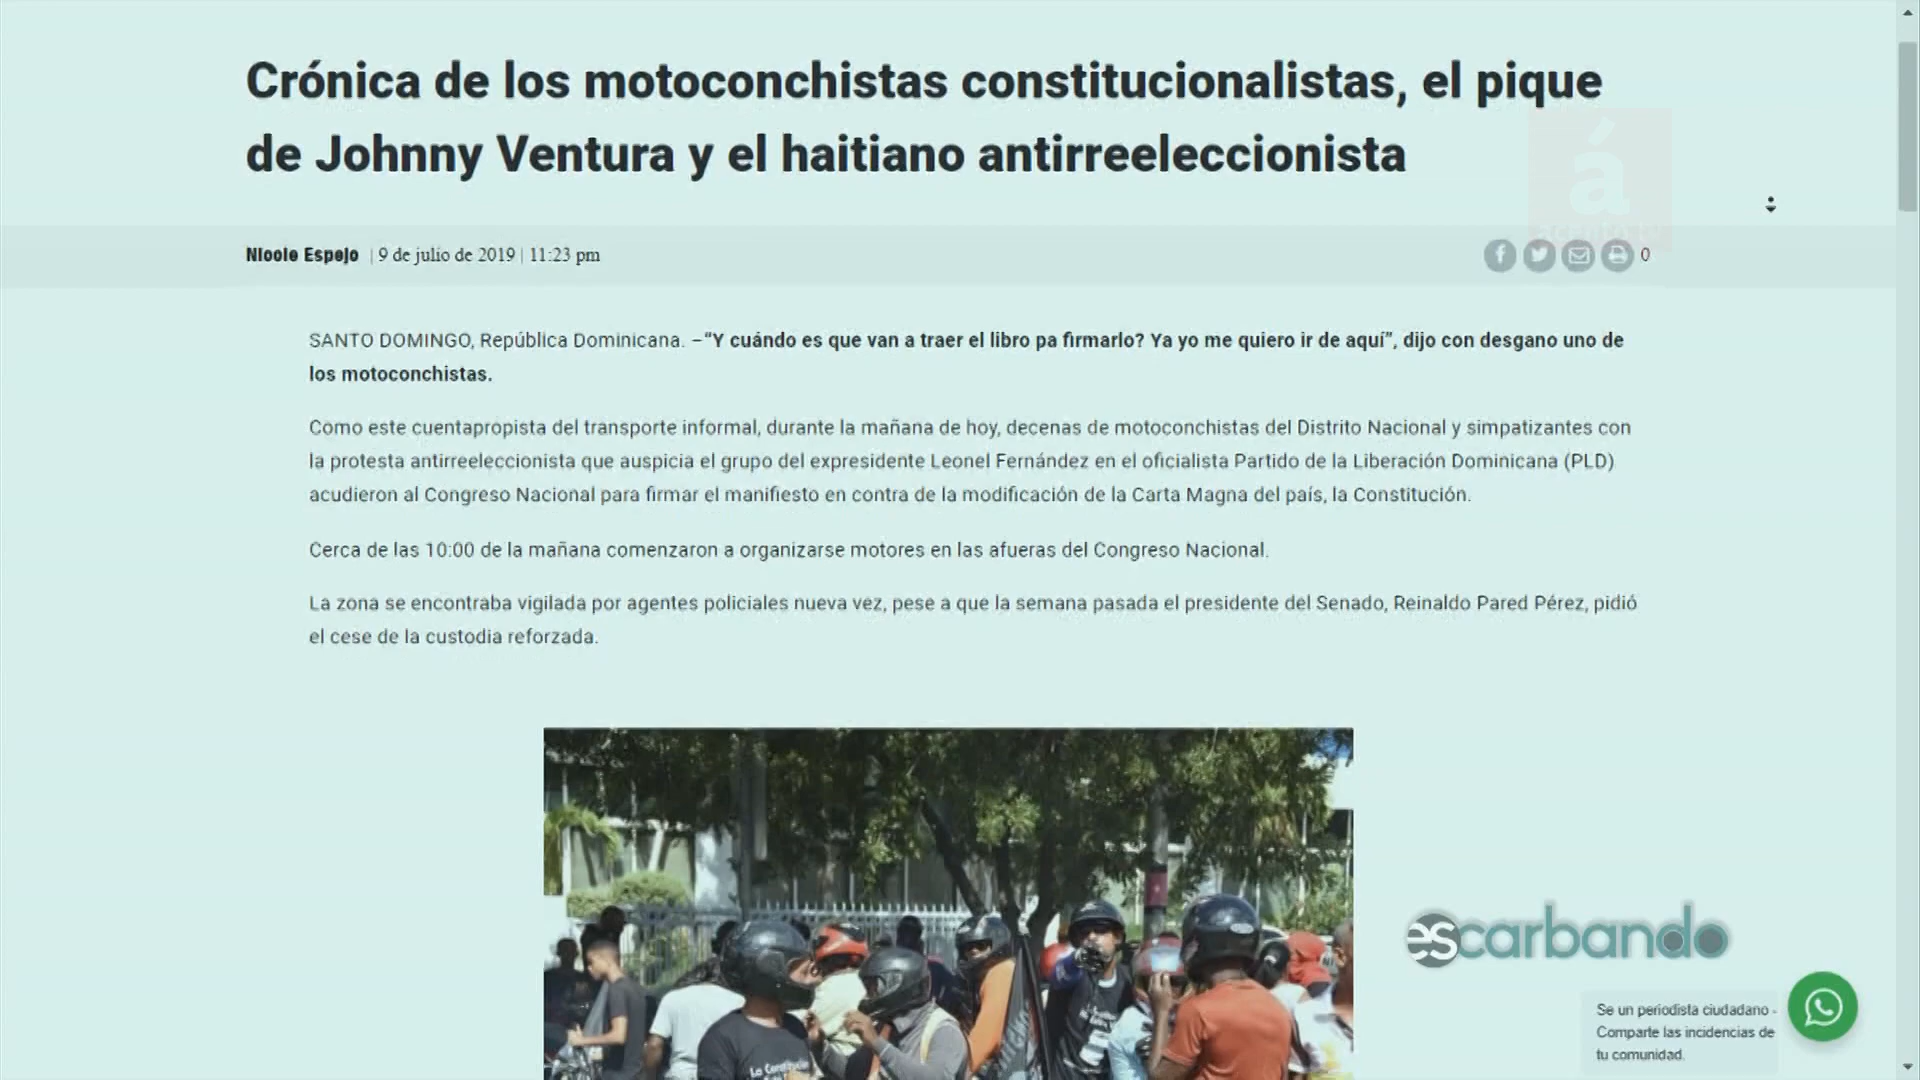 Crónica de los motoconchistas constitucionalistas, el pique
de Johnny Ventura y el haitiano antirreeleccionista
á
acento tv
Nicole Espejo | 9 de julio de 2019 | 11:23 pm
0
SANTO DOMINGO, República Dominicana. –“Y cuándo es que van a traer el libro pa firmarlo? Ya yo me quiero ir de aquí”, dijo con desgano uno de
los motoconchistas.
Como este cuentapropista del transporte informal, durante la mañana de hoy, decenas de motoconchistas del Distrito Nacional y simpatizantes con
la protesta antirreeleccionista que auspicia el grupo del expresidente Leonel Fernández en el oficialista Partido de la Liberación Dominicana (PLD)
acudieron al Congreso Nacional para firmar el manifiesto en contra de la modificación de la Carta Magna del país, la Constitución.
Cerca de las 10:00 de la mañana comenzaron a organizarse motores en las afueras del Congreso Nacional.
La zona se encontraba vigilada por agentes policiales nueva vez, pese a que la semana pasada el presidente del Senado, Reinaldo Pared Pérez, pidió
el cese de la custodia reforzada.
escarbando
Se un periodista ciudadano -
Comparte las incidencias de
tu comunidad.
La Constitución